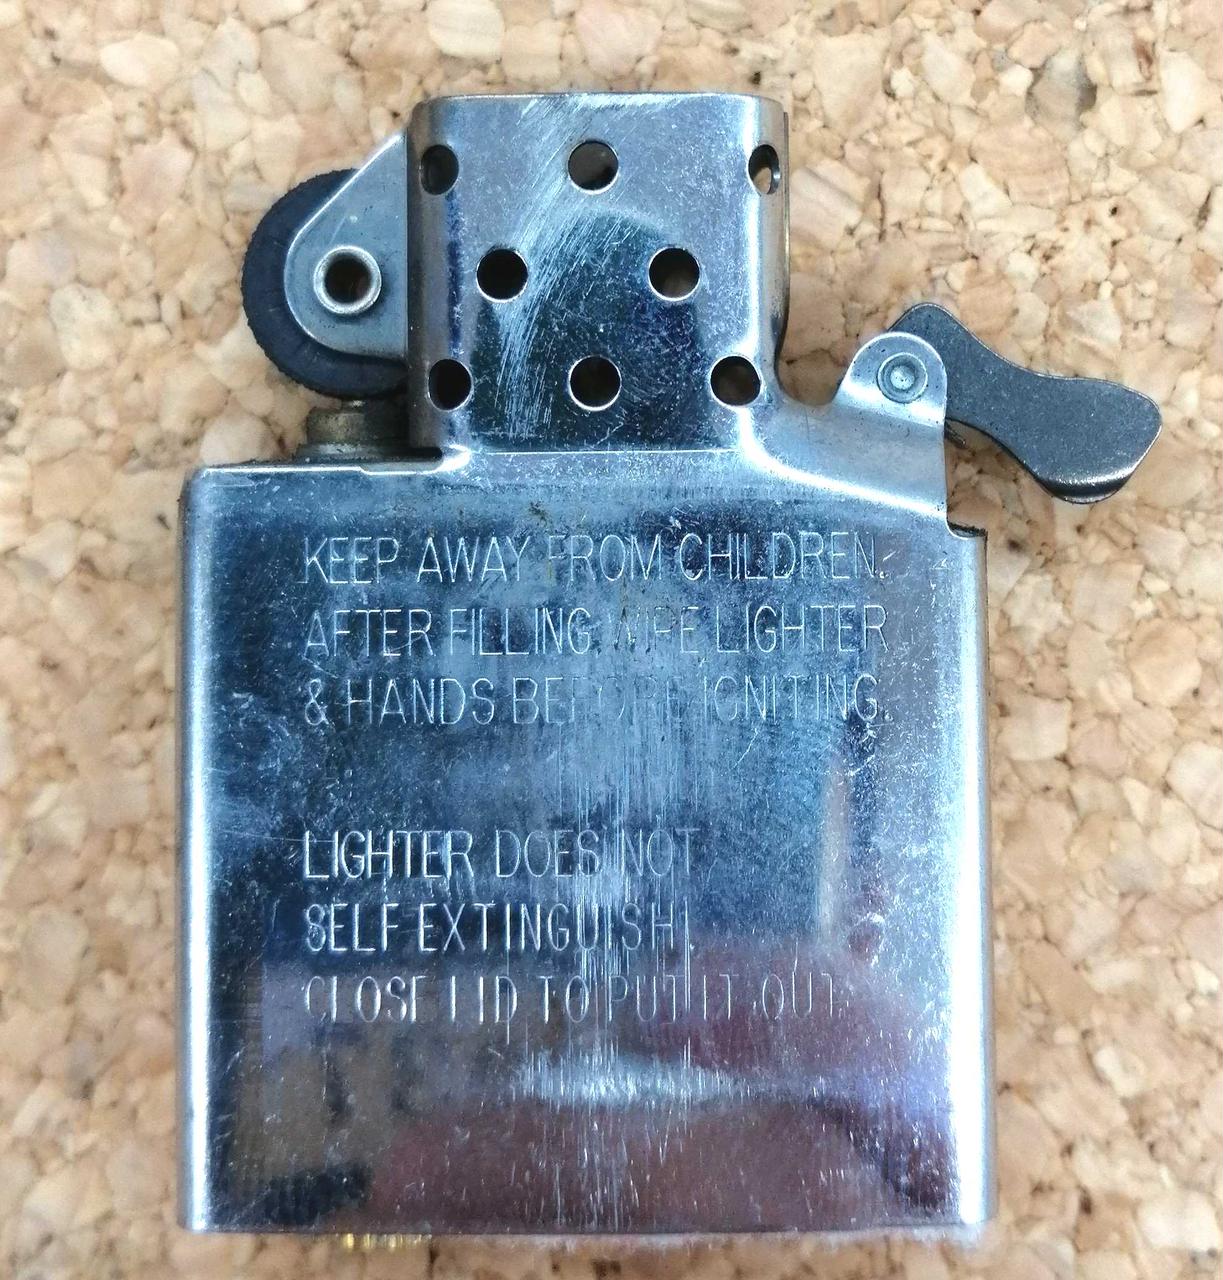 KEEP AWAY FROM CHILDREN.
AFTER FILLING WIPE LIGHTER
& HANDS BEFORE IGNITING.
LIGHTER DOES NOT
SELF EXTINGUISH.
CLOSE LID TO PUT IT OUT.